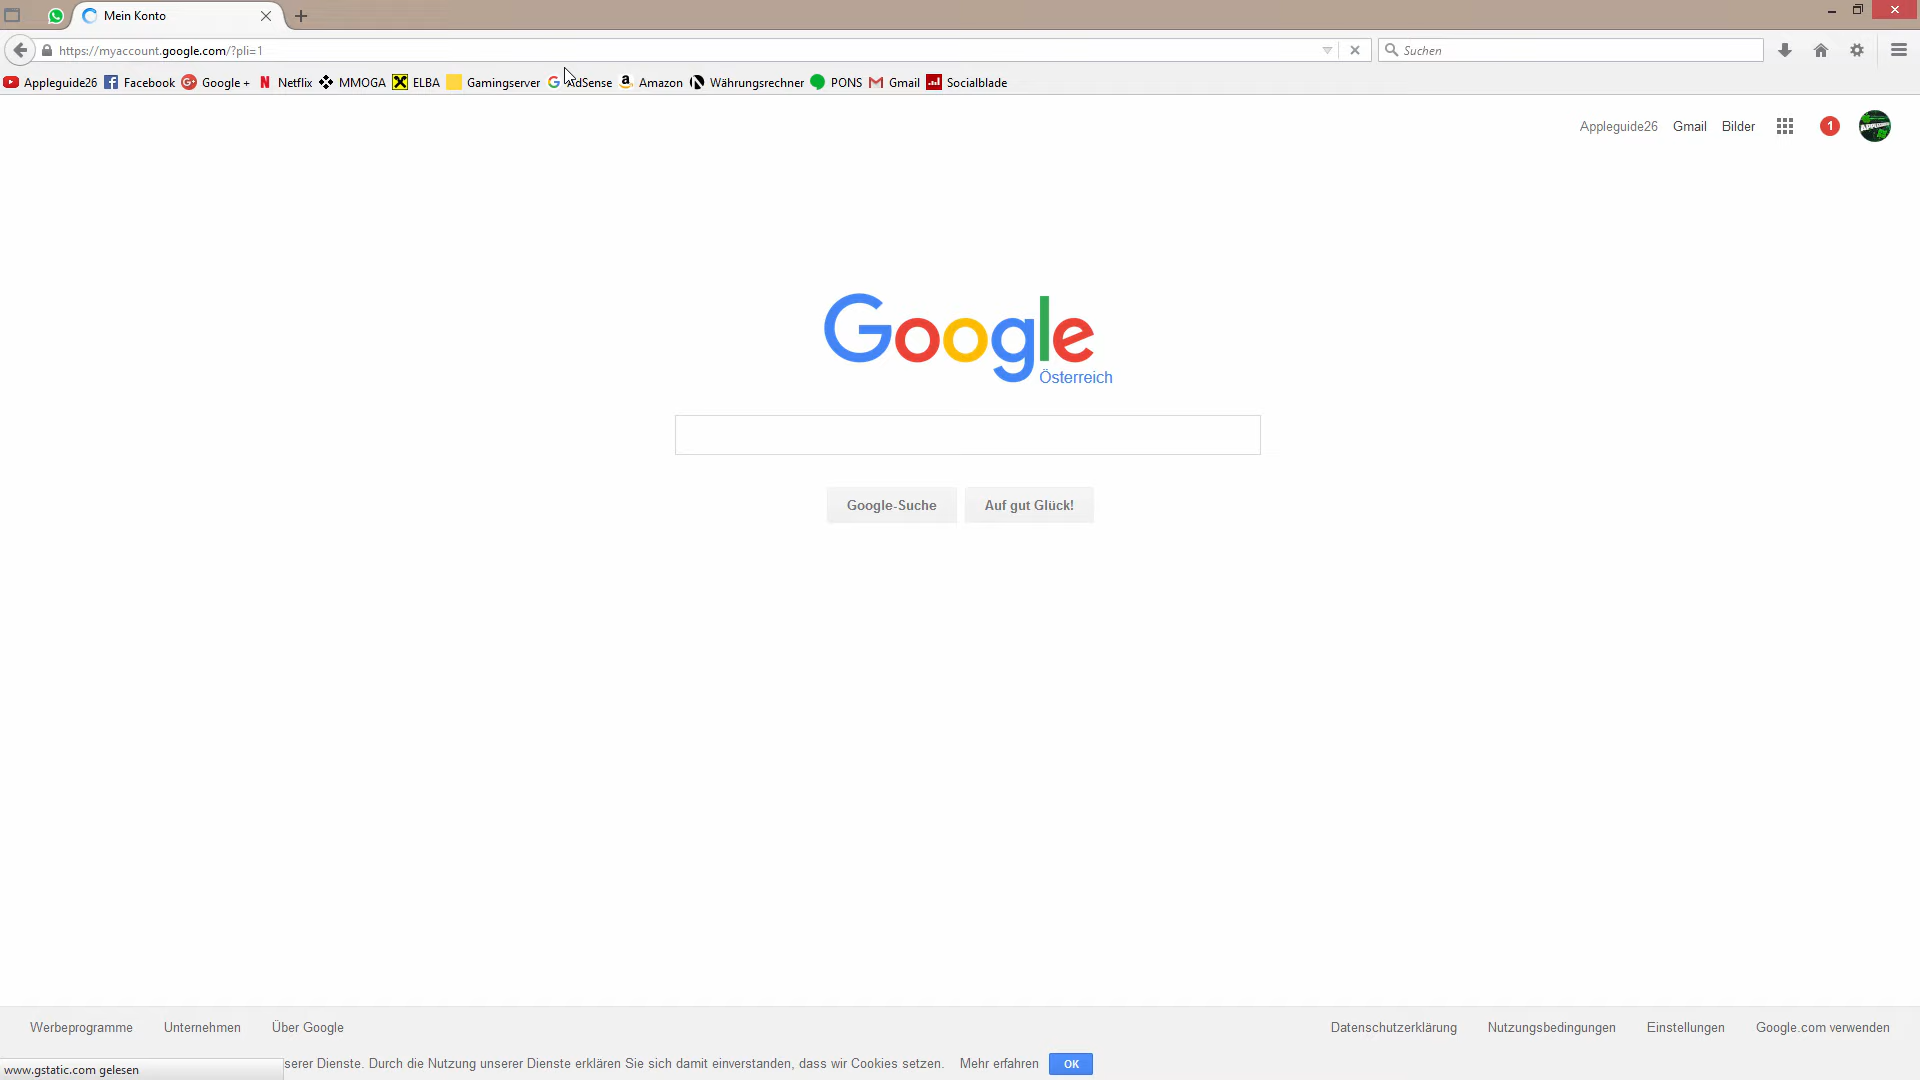 Mein Konto
https://myaccount.google.com/?pli=1
Suchen
Appleguide26 Facebook Google + Netflix MMOGA ELBA Gamingserver AdSense Amazon Währungsrechner PONS Gmail Socialblade
Appleguide26 Gmail Bilder 1
Google
Österreich
Google-Suche Auf gut Glück!
Werbeprogramme Unternehmen Über Google Datenschutzerklärung Nutzungsbedingungen Einstellungen Google.com verwenden
serer Dienste. Durch die Nutzung unserer Dienste erklären Sie sich damit einverstanden, dass wir Cookies setzen. Mehr erfahren OK
www.gstatic.com gelesen